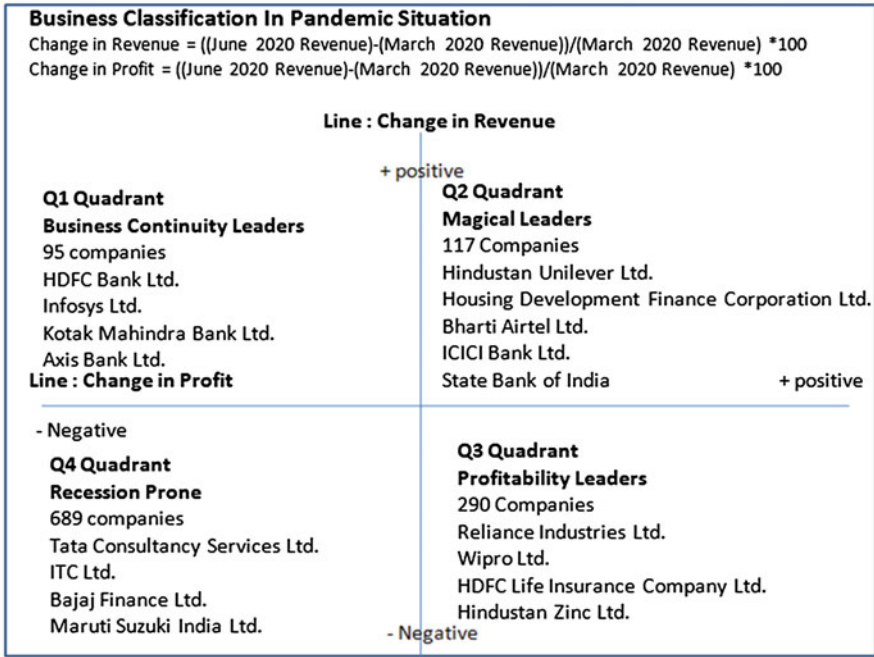 Business Classification In Pandemic Situation
Change in Revenue = ((June 2020 Revenue)-(March 2020 Revenue))/(March 2020 Revenue) *100
Change in Profit = ((June 2020 Revenue)-(March 2020 Revenue))/(March 2020 Revenue) *100
Line : Change in Revenue
+ positive
Q1 Quadrant
Business Continuity Leaders
95 companies
HDFC Bank Ltd.
Infosys Ltd.
Kotak Mahindra Bank Ltd.
Axis Bank Ltd.
Q2 Quadrant
Magical Leaders
117 Companies
Hindustan Unilever Ltd.
Housing Development Finance Corporation Ltd.
Bharti Airtel Ltd.
ICICI Bank Ltd.
State Bank of India
Line : Change in Profit
+ positive
- Negative
Q4 Quadrant
Recession Prone
689 companies
Tata Consultancy Services Ltd.
ITC Ltd.
Bajaj Finance Ltd.
Maruti Suzuki India Ltd.
Q3 Quadrant
Profitability Leaders
290 Companies
Reliance Industries Ltd.
Wipro Ltd.
HDFC Life Insurance Company Ltd.
Hindustan Zinc Ltd.
- Negative